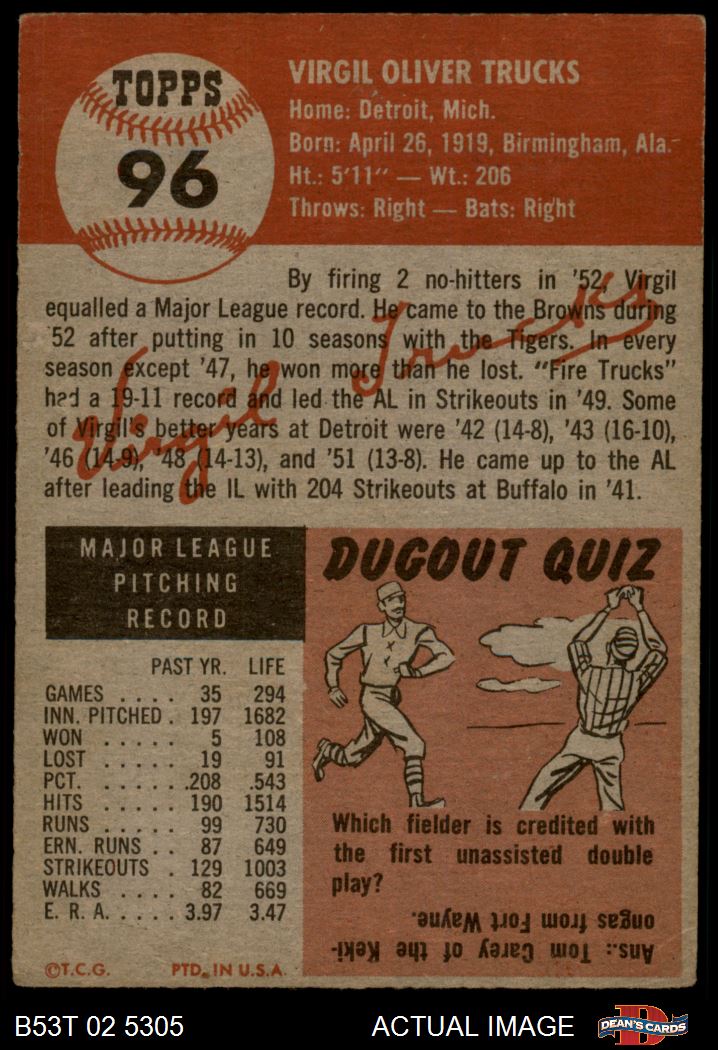 TOPPS
96
VIRGIL OLIVER TRUCKS
Home: Detroit, Mich.
Born: April 26, 1919, Birmingham, Ala.
Ht.: 5'11" — Wt.: 206
Throws: Right — Bats: Right
By firing 2 no-hitters in '52, Virgil
equalled a Major League record. He came to the Browns during
'52 after putting in 10 seasons with the Tigers. In every
season except '47, he won more than he lost. "Fire Trucks"
had a 19-11 record and led the AL in Strikeouts in '49. Some
of Virgil's better years at Detroit were '42 (14-8), '43 (16-10),
'46 (14-9), '48 (14-13), and '51 (13-8). He came up to the AL
after leading the IL with 204 Strikeouts at Buffalo in '41.
Virgil Trucks
MAJOR LEAGUE
PITCHING
RECORD
PAST YR. LIFE
GAMES . . . . 35 294
INN. PITCHED . 197 1682
WON . . . . . 5 108
LOST . . . . . 19 91
PCT. . . . . . .208 .543
HITS . . . . . 190 1514
RUNS . . . . . 99 730
ERN. RUNS . . 87 649
STRIKEOUTS . 129 1003
WALKS . . . . 82 669
E. R. A. . . . . 3.97 3.47
©T.C.G. PTD. IN U.S.A.
DUGOUT QUIZ
Which fielder is credited with
the first unassisted double
play?
Ans.: Tom Carey of the Keki-
ongas from Fort Wayne.
B53T 02 5305
ACTUAL IMAGE
D
DEAN'S CARDS